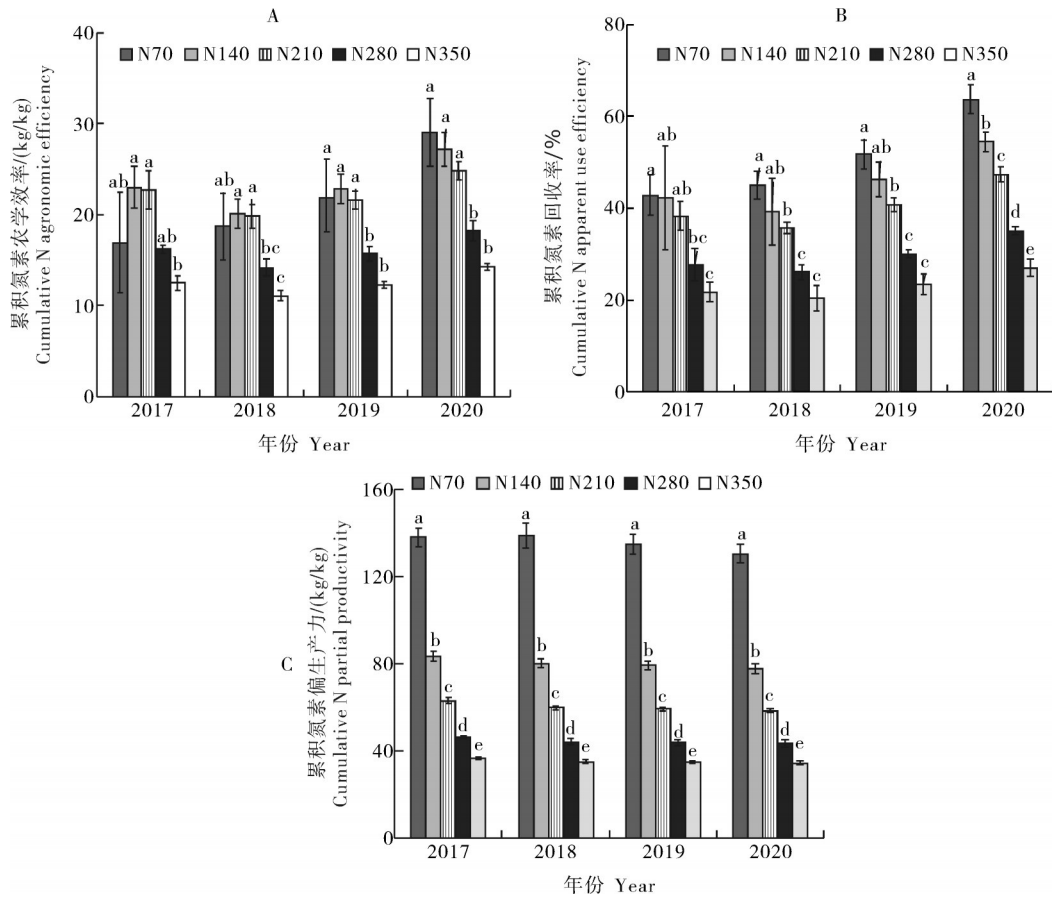 A
40
30
20
10
0
N70 N140 N210 N280 N350
ab a a ab b
ab a a bc c
a a a b b
a a a b c
2017 2018 2019 2020
年份 Year
累积氮素农学效率/(kg/kg)
Cumulative N agronomic efficiency
B
80
60
40
20
0
N70 N140 N210 N280 N350
a ab ab bc c
a ab b c c
a ab b c c
a b c d e
2017 2018 2019 2020
年份 Year
累积氮素回收率/%
Cumulative N apparent use efficiency
C
160
120
80
40
0
N70 N140 N210 N280 N350
a b c d e
a b c d e
a b c d e
a b c d e
2017 2018 2019 2020
年份 Year
累积氮素偏生产力/(kg/kg)
Cumulative N partial productivity